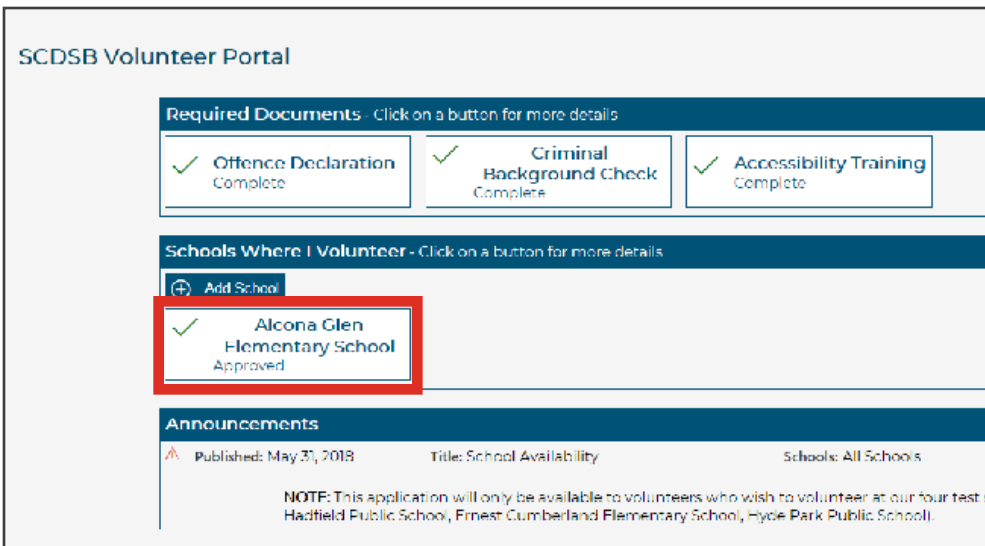 SCDSB Volunteer Portal
Required Documents - Click on a button for more details
Offence Declaration
Complete
Criminal
Background Check
Complete
Accessibility Training
Complete
Schools Where I Volunteer - Click on a button for more details
Add School
Alcona Glen
Elementary School
Approved
Announcements
Published: May 31, 2018 Title: School Availability Schools: All Schools
NOTE: This application will only be available to volunteers who wish to volunteer at our four test
Hadfield Public School, Ernest Cumberland Elementary School, Hyde Park Public School).